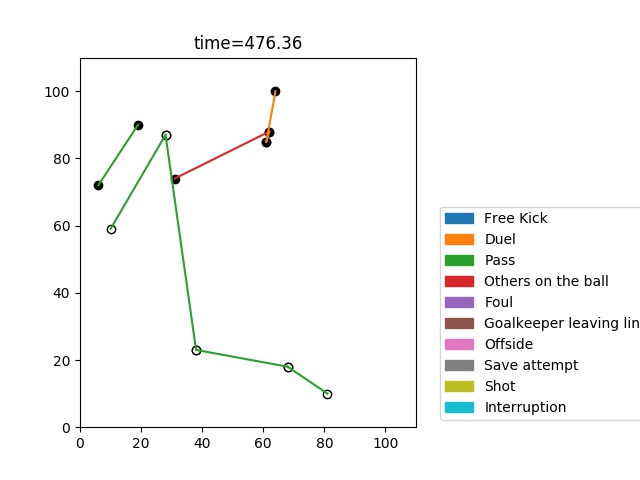 time=476.36
100
80
60
40
20
0
0 20 40 60 80 100
Free Kick
Duel
Pass
Others on the ball
Foul
Goalkeeper leaving lin
Offside
Save attempt
Shot
Interruption